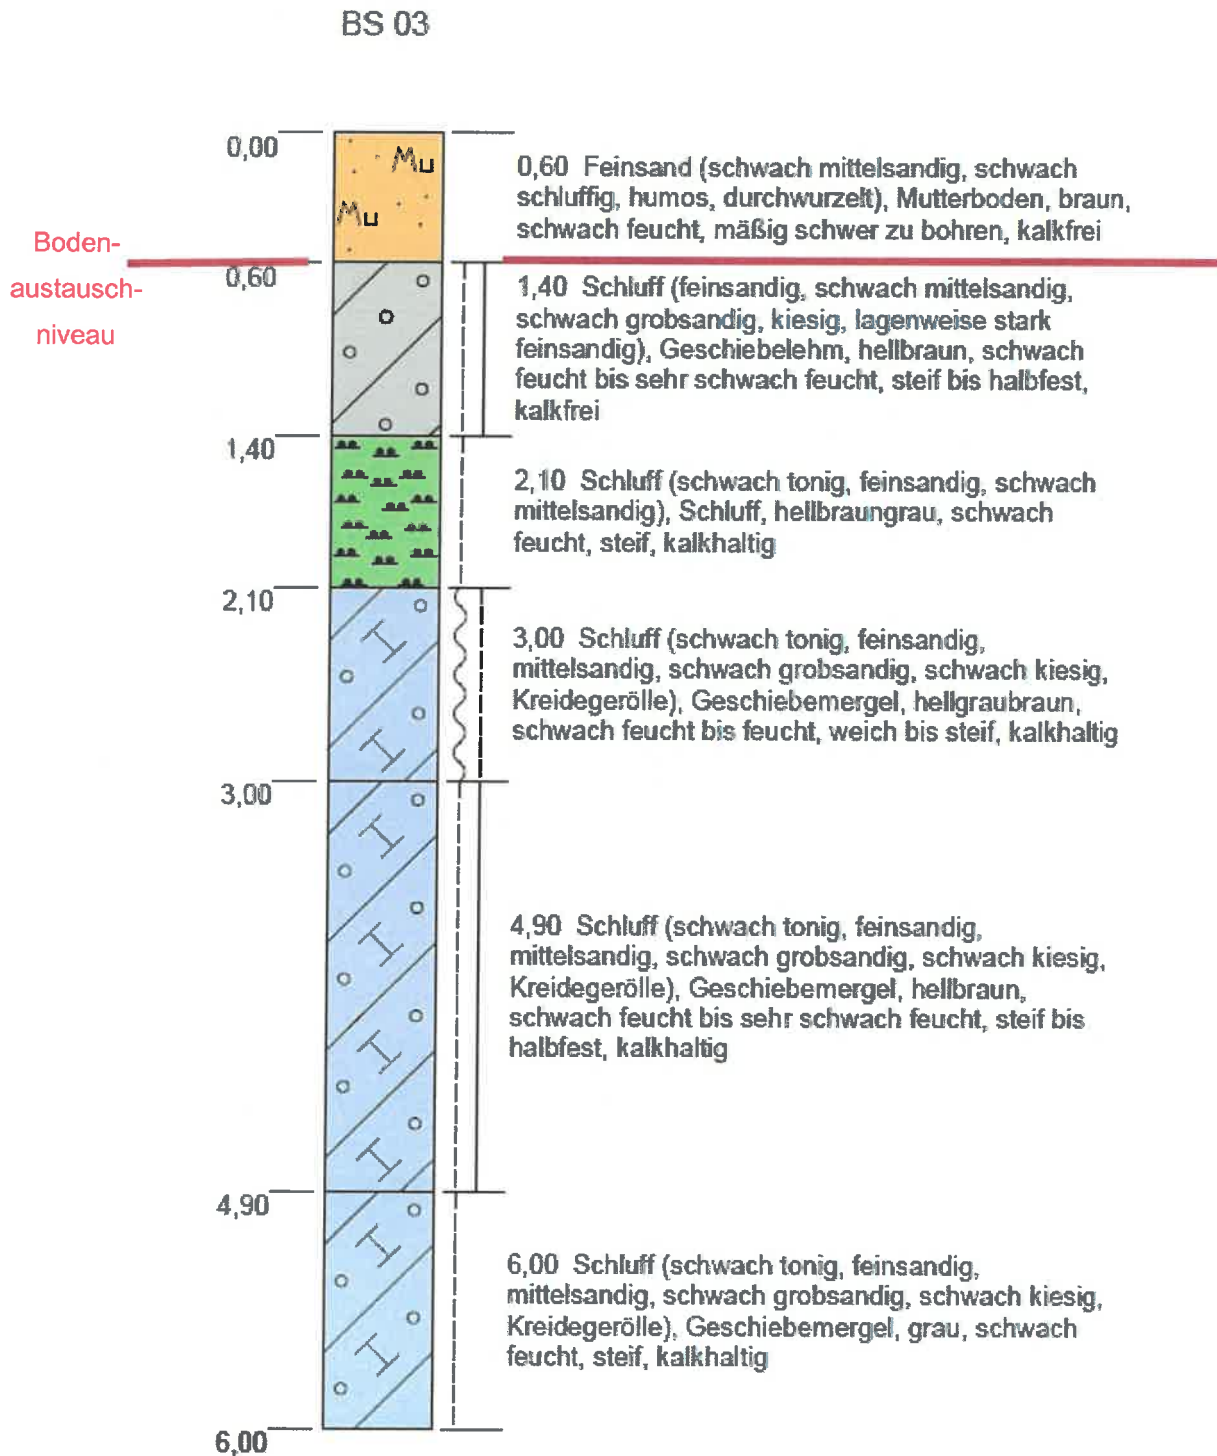 BS 03
0,00
Mu
Mu
0,60 Feinsand (schwach mittelsandig, schwach
schluffig, humos, durchwurzelt), Mutterboden, braun,
schwach feucht, mäßig schwer zu bohren, kalkfrei
Boden-
austausch-
niveau
0,60
1,40 Schluff (feinsandig, schwach mittelsandig,
schwach grobsandig, kiesig, lagenweise stark
feinsandig), Geschiebelehm, hellbraun, schwach
feucht bis sehr schwach feucht, steif bis halbfest,
kalkfrei
1,40
2,10 Schluff (schwach tonig, feinsandig, schwach
mittelsandig), Schluff, hellbraungrau, schwach
feucht, steif, kalkhaltig
2,10
3,00 Schluff (schwach tonig, feinsandig,
mittelsandig, schwach grobsandig, schwach kiesig,
Kreidegerölle), Geschiebemergel, hellgraubraun,
schwach feucht bis feucht, weich bis steif, kalkhaltig
3,00
4,90 Schluff (schwach tonig, feinsandig,
mittelsandig, schwach grobsandig, schwach kiesig,
Kreidegerölle), Geschiebemergel, hellbraun,
schwach feucht bis sehr schwach feucht, steif bis
halbfest, kalkhaltig
4,90
6,00 Schluff (schwach tonig, feinsandig,
mittelsandig, schwach grobsandig, schwach kiesig,
Kreidegerölle), Geschiebemergel, grau, schwach
feucht, steif, kalkhaltig
6,00